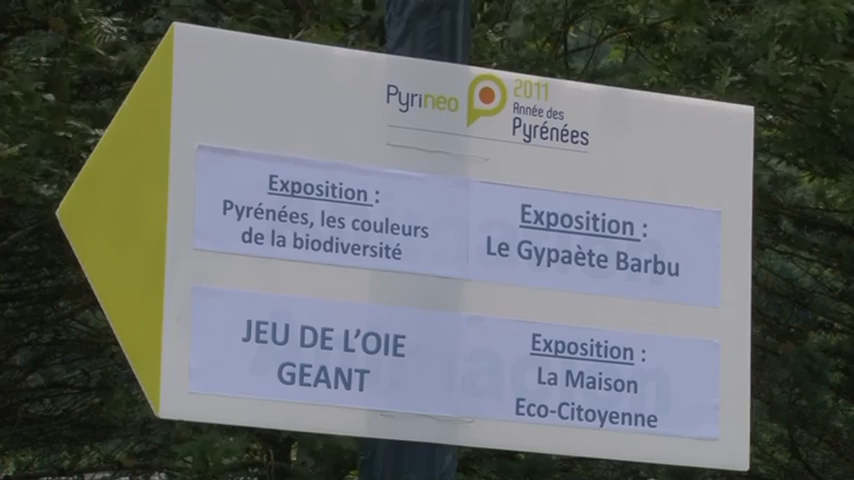 Pyrineo
2011
Année des
Pyrénées
Exposition :
Pyrénées, les couleurs
de la biodiversité
Exposition :
Le Gypaète Barbu
JEU DE L’OIE
GEANT
Exposition :
La Maison
Eco-Citoyenne